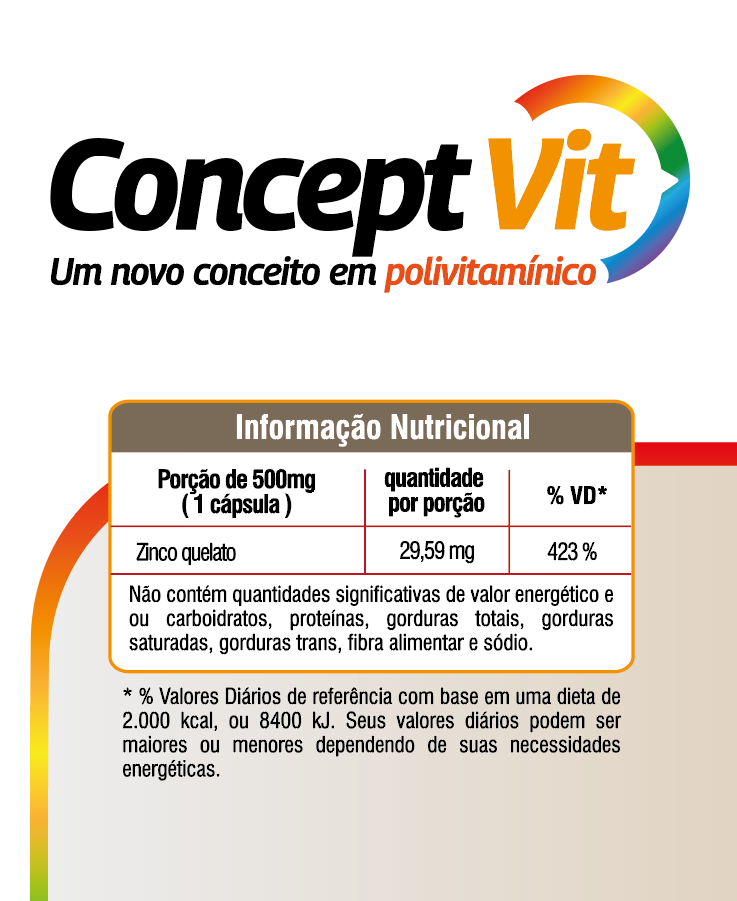 Concept Vit
Um novo conceito em polivitamínico
Informação Nutricional
Porção de 500mg
( 1 cápsula )
quantidade
por porção
% VD*
Zinco quelato
29,59 mg
423 %
Não contém quantidades significativas de valor energético e
ou carboidratos, proteínas, gorduras totais, gorduras
saturadas, gorduras trans, fibra alimentar e sódio.
* % Valores Diários de referência com base em uma dieta de
2.000 kcal, ou 8400 kJ. Seus valores diários podem ser
maiores ou menores dependendo de suas necessidades
energéticas.